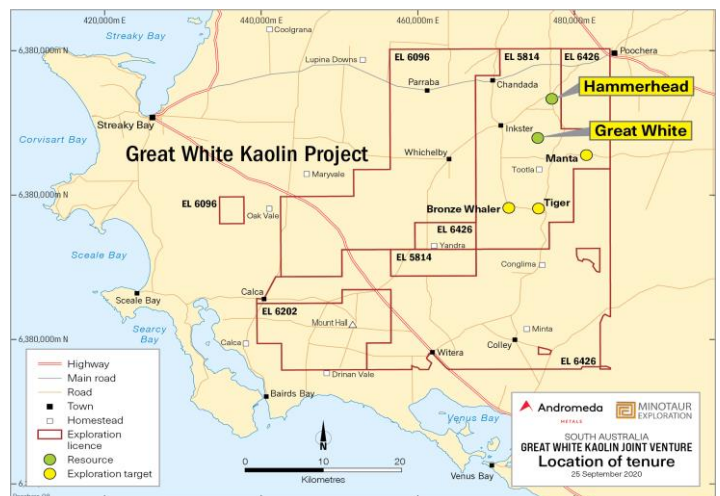 420,000m E
440,000m E
460,000m E
480,000m E
Streaky Bay
Coolgrana
6,380,000m N
Lupina Downs
EL 6096
EL 5814
EL 6426
Poochera
Parraba
Chandada
Hammerhead
Streaky Bay
Corvisart Bay
Inkster
Great White
Great White Kaolin Project
Whichelby
Manta
Maryvale
Tootla
6,380,000m N
EL 6096
Oak Vale
Bronze Whaler
Tiger
EL 6426
Yandra
Sceale Bay
EL 5814
Conglima
Calca
Sceale Bay
EL 6202
Searcy
Bay
Mount Hall
Minta
6,380,000m N
Calca
Colley
Witera
EL 6426
Drinan Vale
Highway
Main road
Road
Town
Homestead
Exploration
licence
Resource
Exploration target
Bairds Bay
N
Venus Bay
0
10
20
Kilometres
Venus Bay
Andromeda
METALS
MINOTAUR
EXPLORATION
SOUTH AUSTRALIA
GREAT WHITE KAOLIN JOINT VENTURE
Location of tenure
25 September 2020